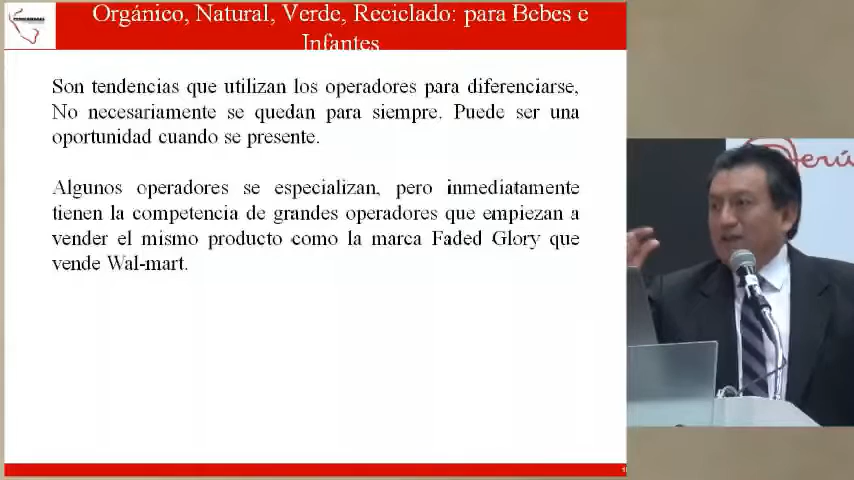 Orgánico, Natural, Verde, Reciclado: para Bebes e
Infantes
Son tendencias que utilizan los operadores para diferenciarse,
No necesariamente se quedan para siempre. Puede ser una
oportunidad cuando se presente.
Algunos operadores se especializan, pero inmediatamente
tienen la competencia de grandes operadores que empiezan a
vender el mismo producto como la marca Faded Glory que
vende Wal-mart.
Perú